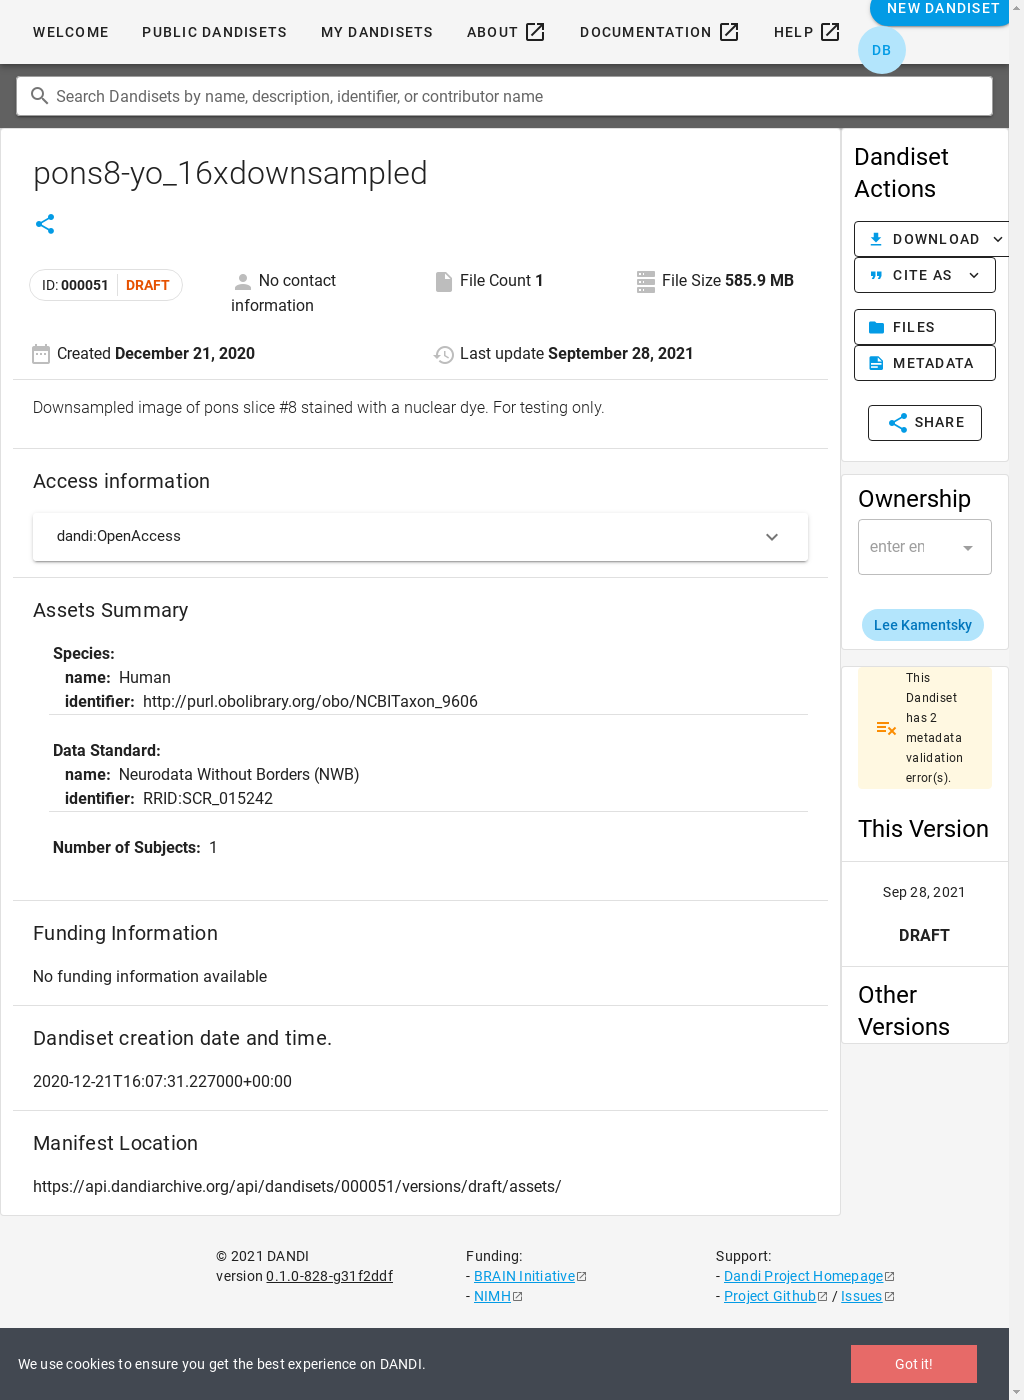 WELCOME PUBLIC DANDISETS MY DANDISETS ABOUT DOCUMENTATION HELP NEW DANDISET
DB
Search Dandisets by name, description, identifier, or contributor name
pons8-yo_16xdownsampled
ID: 000051 DRAFT
No contact information
File Count 1
File Size 585.9 MB
Created December 21, 2020
Last update September 28, 2021
Downsampled image of pons slice #8 stained with a nuclear dye. For testing only.
Access information
dandi:OpenAccess
Assets Summary
Species:
name: Human
identifier: http://purl.obolibrary.org/obo/NCBITaxon_9606
Data Standard:
name: Neurodata Without Borders (NWB)
identifier: RRID:SCR_015242
Number of Subjects: 1
Funding Information
No funding information available
Dandiset creation date and time.
2020-12-21T16:07:31.227000+00:00
Manifest Location
https://api.dandiarchive.org/api/dandisets/000051/versions/draft/assets/
Dandiset
Actions
DOWNLOAD
CITE AS
FILES
METADATA
SHARE
Ownership
enter en
Lee Kamentsky
This
Dandiset
has 2
metadata
validation
error(s).
This Version
Sep 28, 2021
DRAFT
Other
Versions
© 2021 DANDI
version 0.1.0-828-g31f2ddf
Funding:
- BRAIN Initiative
- NIMH
Support:
- Dandi Project Homepage
- Project Github / Issues
We use cookies to ensure you get the best experience on DANDI.
Got it!